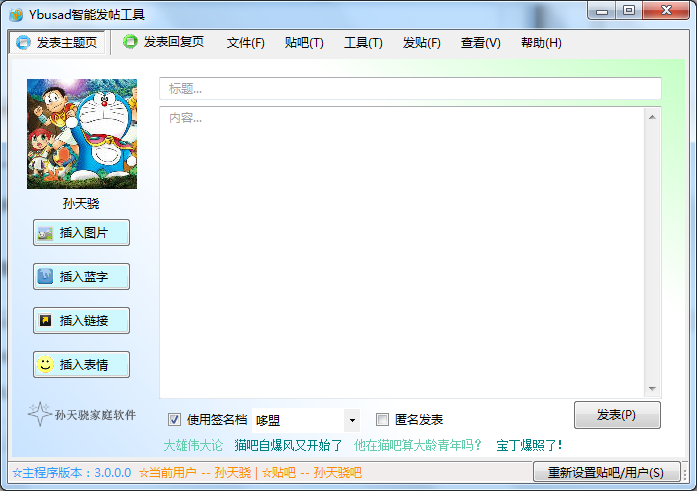 Ybusad智能发帖工具
发表主题页 发表回复页 文件(F) 贴吧(T) 工具(T) 发贴(F) 查看(V) 帮助(H)
标题...
内容...
孙天骁
插入图片
插入蓝字
插入链接
插入表情
孙天骁家庭软件
使用签名档 哆盟 匿名发表 发表(P)
大雄伟大论 猫吧自爆风又开始了 他在猫吧算大龄青年吗? 宝丁爆照了!
☆主程序版本：3.0.0.0 ☆当前用户 -- 孙天骁 | ☆贴吧 -- 孙天骁吧 重新设置贴吧/用户(S)